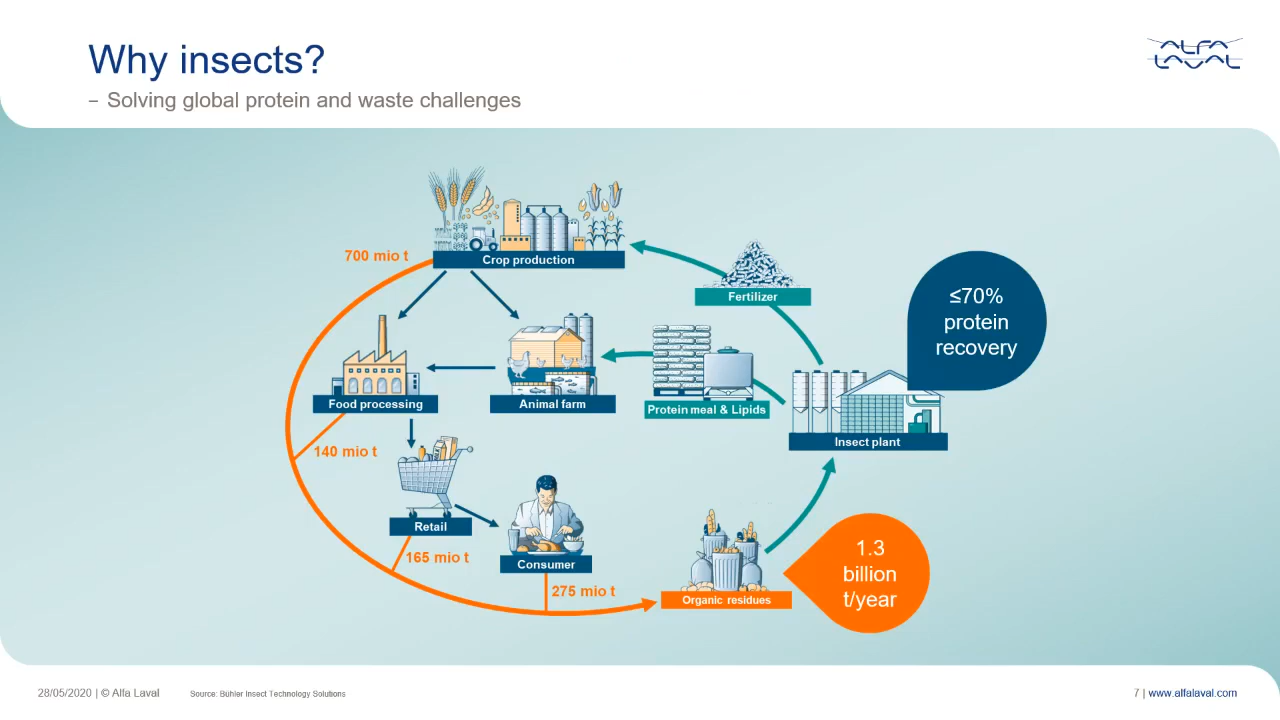 Why insects?
– Solving global protein and waste challenges
ALFA
LAVAL
700 mio t
Crop production
Fertilizer
≤70%
protein
recovery
Food processing
Animal farm
Protein meal & Lipids
Insect plant
140 mio t
Retail
165 mio t
Consumer
275 mio t
Organic residues
1.3
billion
t/year
28/05/2020 | © Alfa Laval
Source: Bühler Insect Technology Solutions
7 | www.alfalaval.com